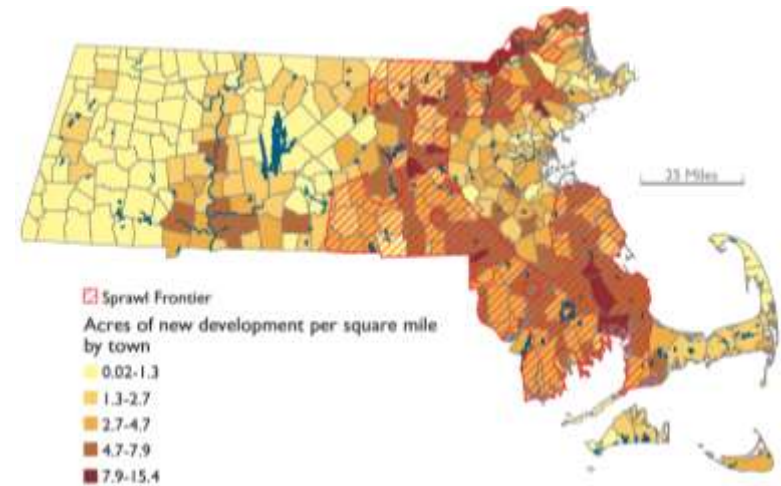 25 Miles
Sprawl Frontier
Acres of new development per square mile
by town
0.02-1.3
1.3-2.7
2.7-4.7
4.7-7.9
7.9-15.4